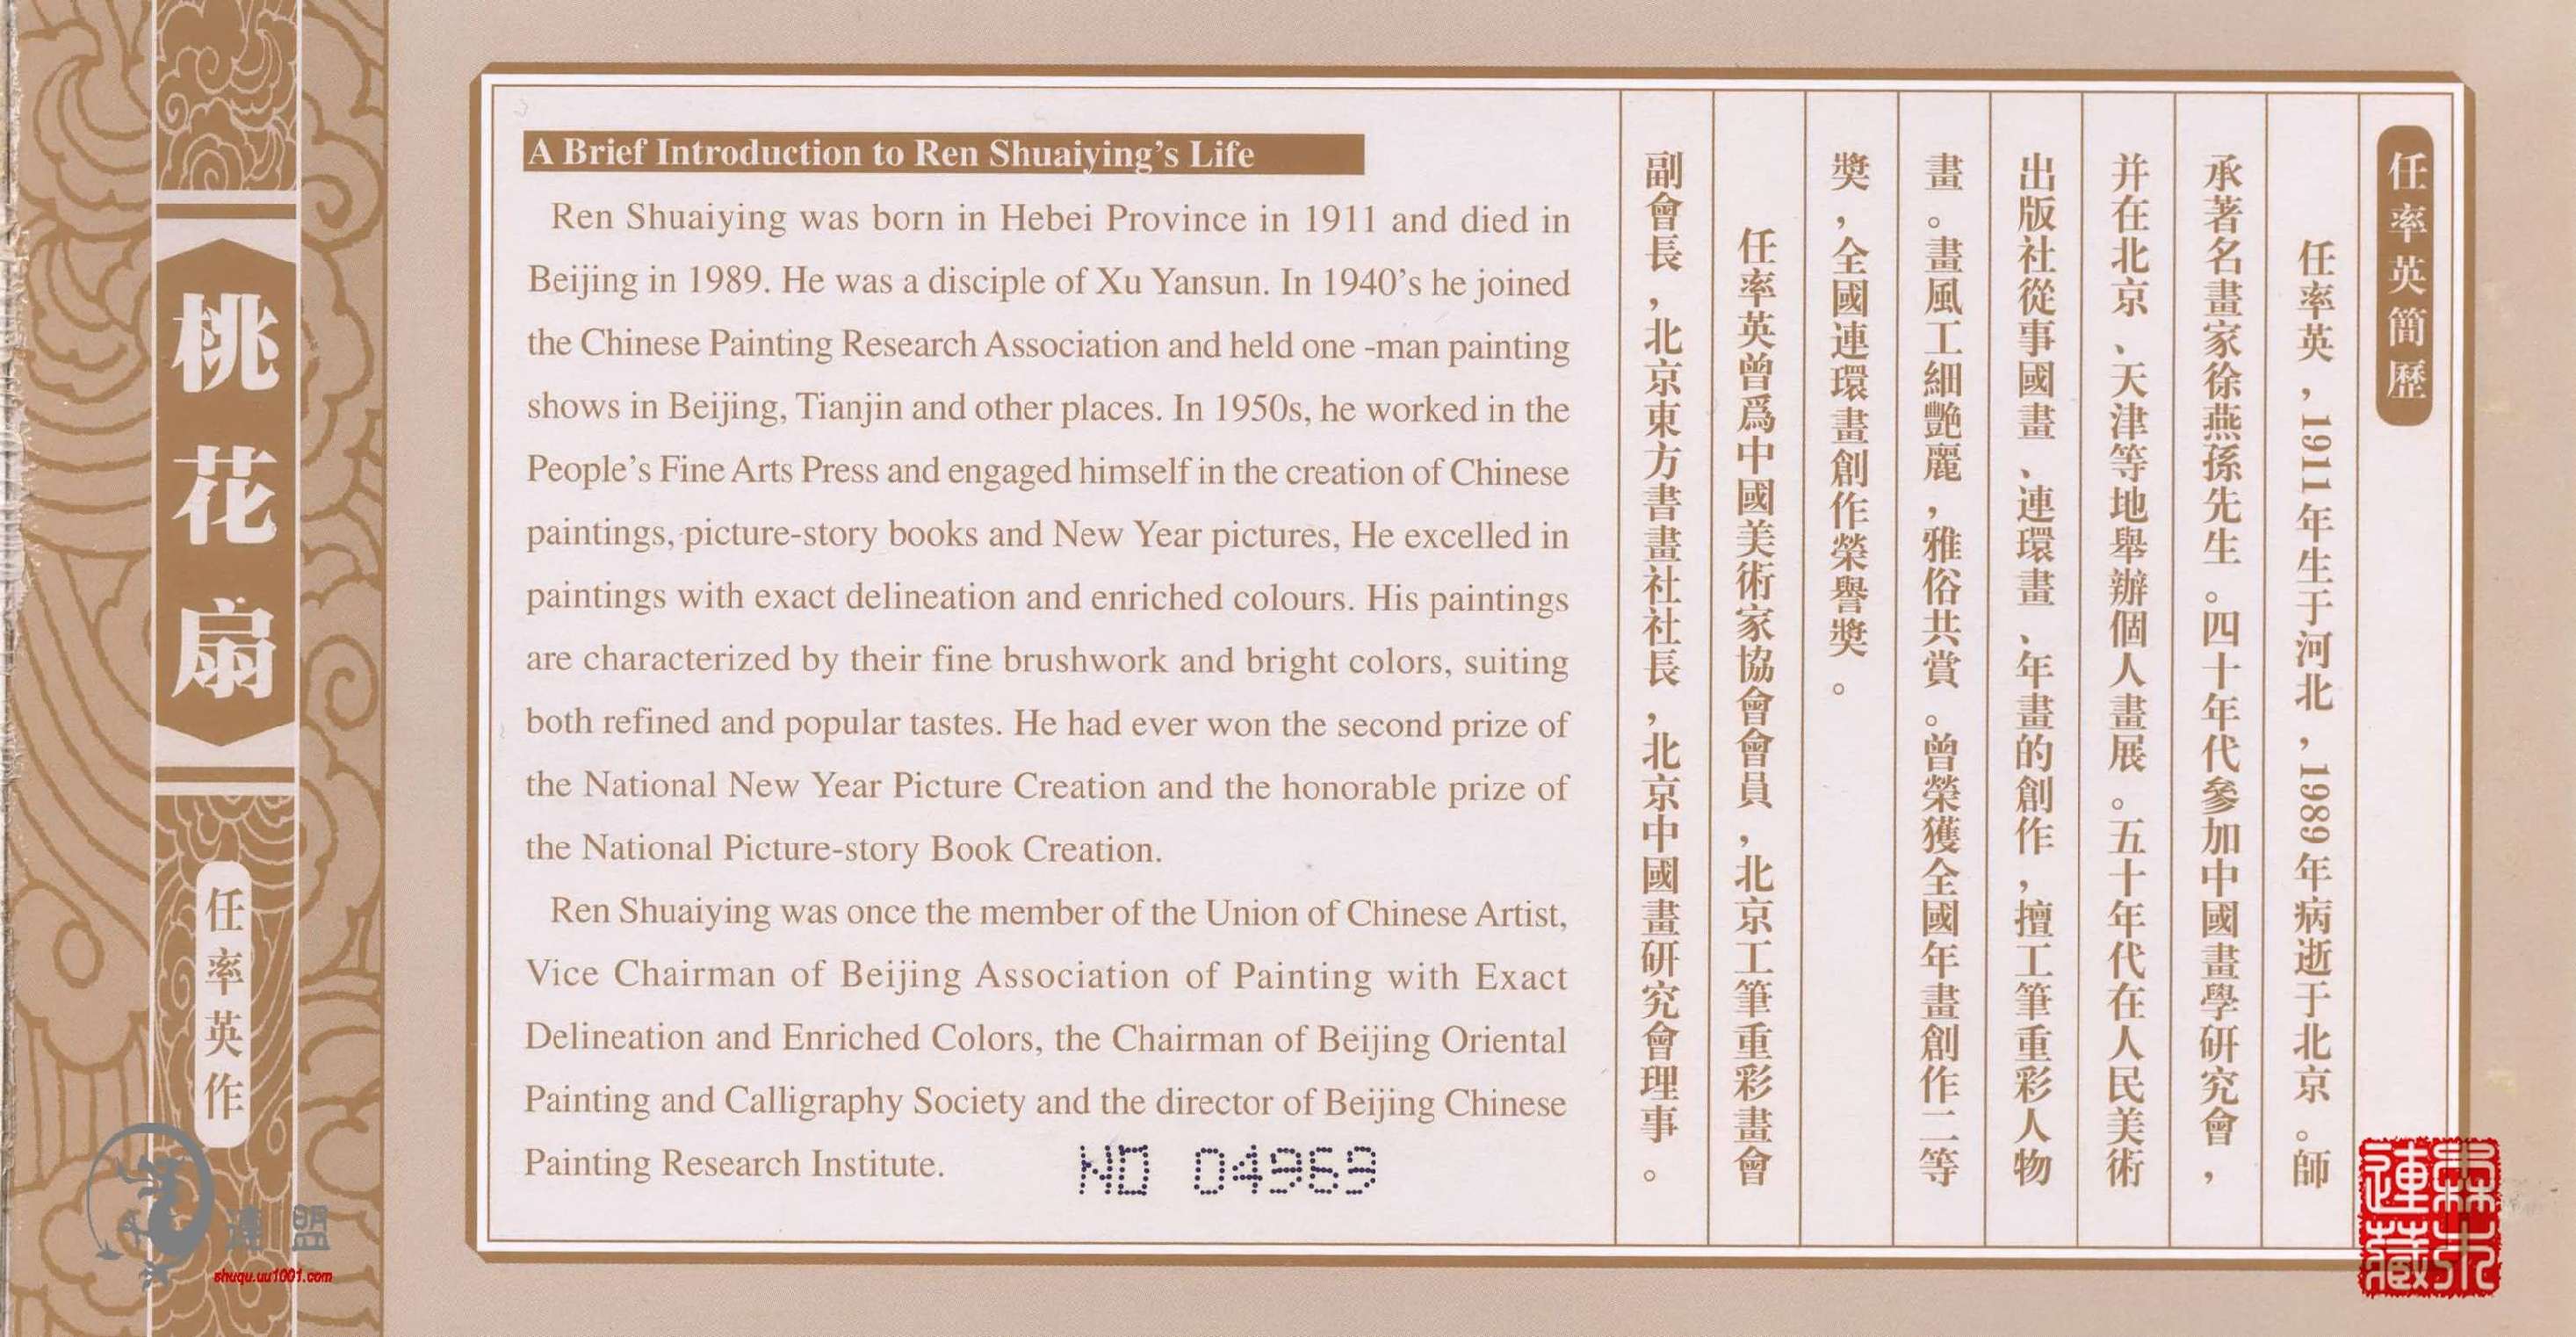 桃花扇
任率英作
A Brief Introduction to Ren Shuaiying's Life
Ren Shuaiying was born in Hebei Province in 1911 and died in
Beijing in 1989. He was a disciple of Xu Yansun. In 1940's he joined
the Chinese Painting Research Association and held one -man painting
shows in Beijing, Tianjin and other places. In 1950s, he worked in the
People's Fine Arts Press and engaged himself in the creation of Chinese
paintings, picture-story books and New Year pictures, He excelled in
paintings with exact delineation and enriched colours. His paintings
are characterized by their fine brushwork and bright colors, suiting
both refined and popular tastes. He had ever won the second prize of
the National New Year Picture Creation and the honorable prize of
the National Picture-story Book Creation.
Ren Shuaiying was once the member of the Union of Chinese Artist,
Vice Chairman of Beijing Association of Painting with Exact
Delineation and Enriched Colors, the Chairman of Beijing Oriental
Painting and Calligraphy Society and the director of Beijing Chinese
Painting Research Institute.
NO 04969
任率英簡歷
任率英，1911年生于河北，1989年病逝于北京。師
承著名畫家徐燕孫先生。四十年代參加中國畫學研究會，
并在北京、天津等地舉辦個人畫展。五十年代在人民美術
出版社從事國畫、連環畫、年畫的創作，擅工筆重彩人物
畫。畫風工細艷麗，雅俗共賞。曾榮獲全國年畫創作二等
獎，全國連環畫創作榮譽獎。
任率英曾爲中國美術家協會會員，北京工筆重彩畫會
副會長，北京東方書畫社社長，北京中國畫研究會理事。
連盟
shuqu.uu1001.com
連藏